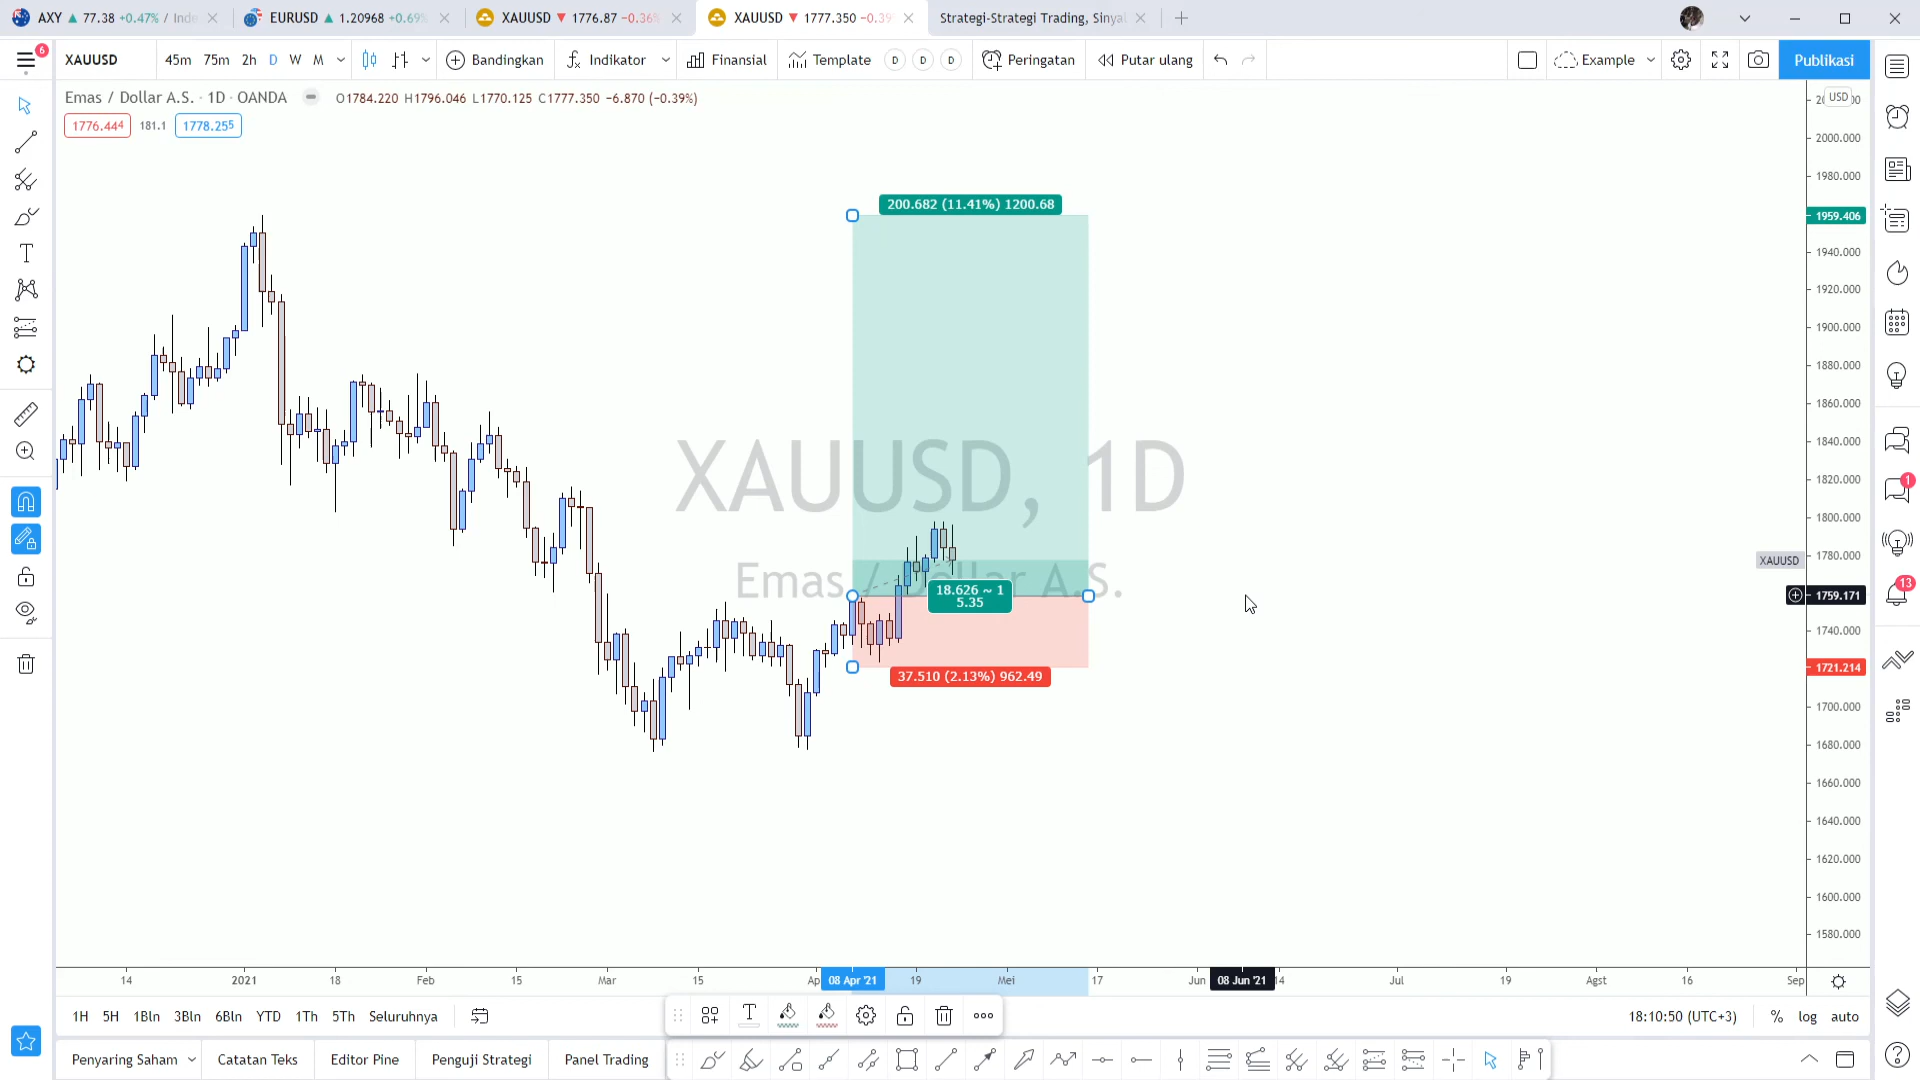 AXY ▲ 77.38 +0.47% / Inde
EURUSD ▲ 1.20968 +0.69%
XAUUSD ▼ 1776.87 −0.36%
XAUUSD ▼ 1777.350 −0.39
Strategi-Strategi Trading, Sinyal
6
XAUUSD
45m 75m 2h D W M
Bandingkan
Indikator
Finansial
Template
D D D
Peringatan
Putar ulang
Example
Publikasi
Emas / Dollar A.S. · 1D · OANDA
O1784.220 H1796.046 L1770.125 C1777.350 −6.870 (−0.39%)
1776.444 181.1 1778.255
USD
2000.000
1980.000
200.682 (11.41%) 1200.68
1959.406
1940.000
1920.000
1900.000
1880.000
1860.000
1840.000
1820.000
1800.000
1780.000
XAUUSD, 1D
Emas / Dollar A.S.
XAUUSD
18.626 ~ 1
5.35
1759.171
1740.000
37.510 (2.13%) 962.49
1721.214
1700.000
1680.000
1660.000
1640.000
1620.000
1600.000
1580.000
1
13
14 2021 18 Feb 15 Mar 15 Ap 08 Apr '21 19 Mei 17 Jun 08 Jun '21 14 Jul 19 Agst 16 Sep
1H 5H 1Bln 3Bln 6Bln YTD 1Th 5Th Seluruhnya
18:10:50 (UTC+3) % log auto
Penyaring Saham
Catatan Teks
Editor Pine
Penguji Strategi
Panel Trading